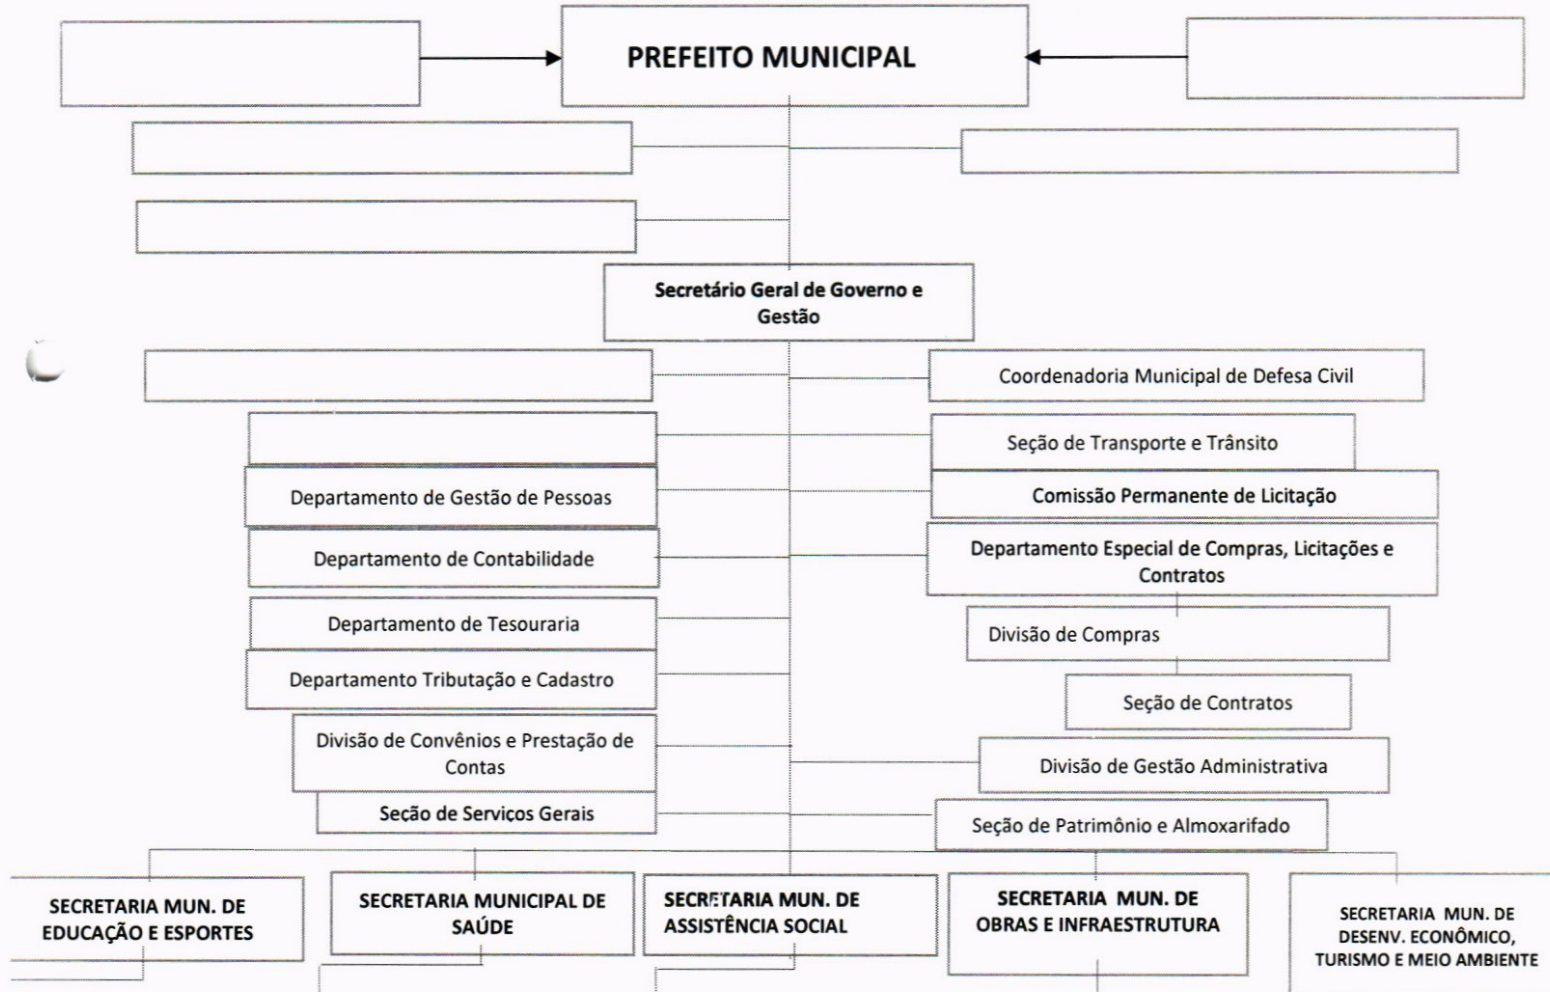 PREFEITO MUNICIPAL
Secretário Geral de Governo e
Gestão
Coordenadoria Municipal de Defesa Civil
Seção de Transporte e Trânsito
Departamento de Gestão de Pessoas
Comissão Permanente de Licitação
Departamento de Contabilidade
Departamento Especial de Compras, Licitações e
Contratos
Departamento de Tesouraria
Divisão de Compras
Departamento Tributação e Cadastro
Seção de Contratos
Divisão de Convênios e Prestação de
Contas
Divisão de Gestão Administrativa
Seção de Serviços Gerais
Seção de Patrimônio e Almoxarifado
SECRETARIA MUN. DE
EDUCAÇÃO E ESPORTES
SECRETARIA MUNICIPAL DE
SAÚDE
SECRETARIA MUN. DE
ASSISTÊNCIA SOCIAL
SECRETARIA MUN. DE
OBRAS E INFRAESTRUTURA
SECRETARIA MUN. DE
DESENV. ECONÔMICO,
TURISMO E MEIO AMBIENTE